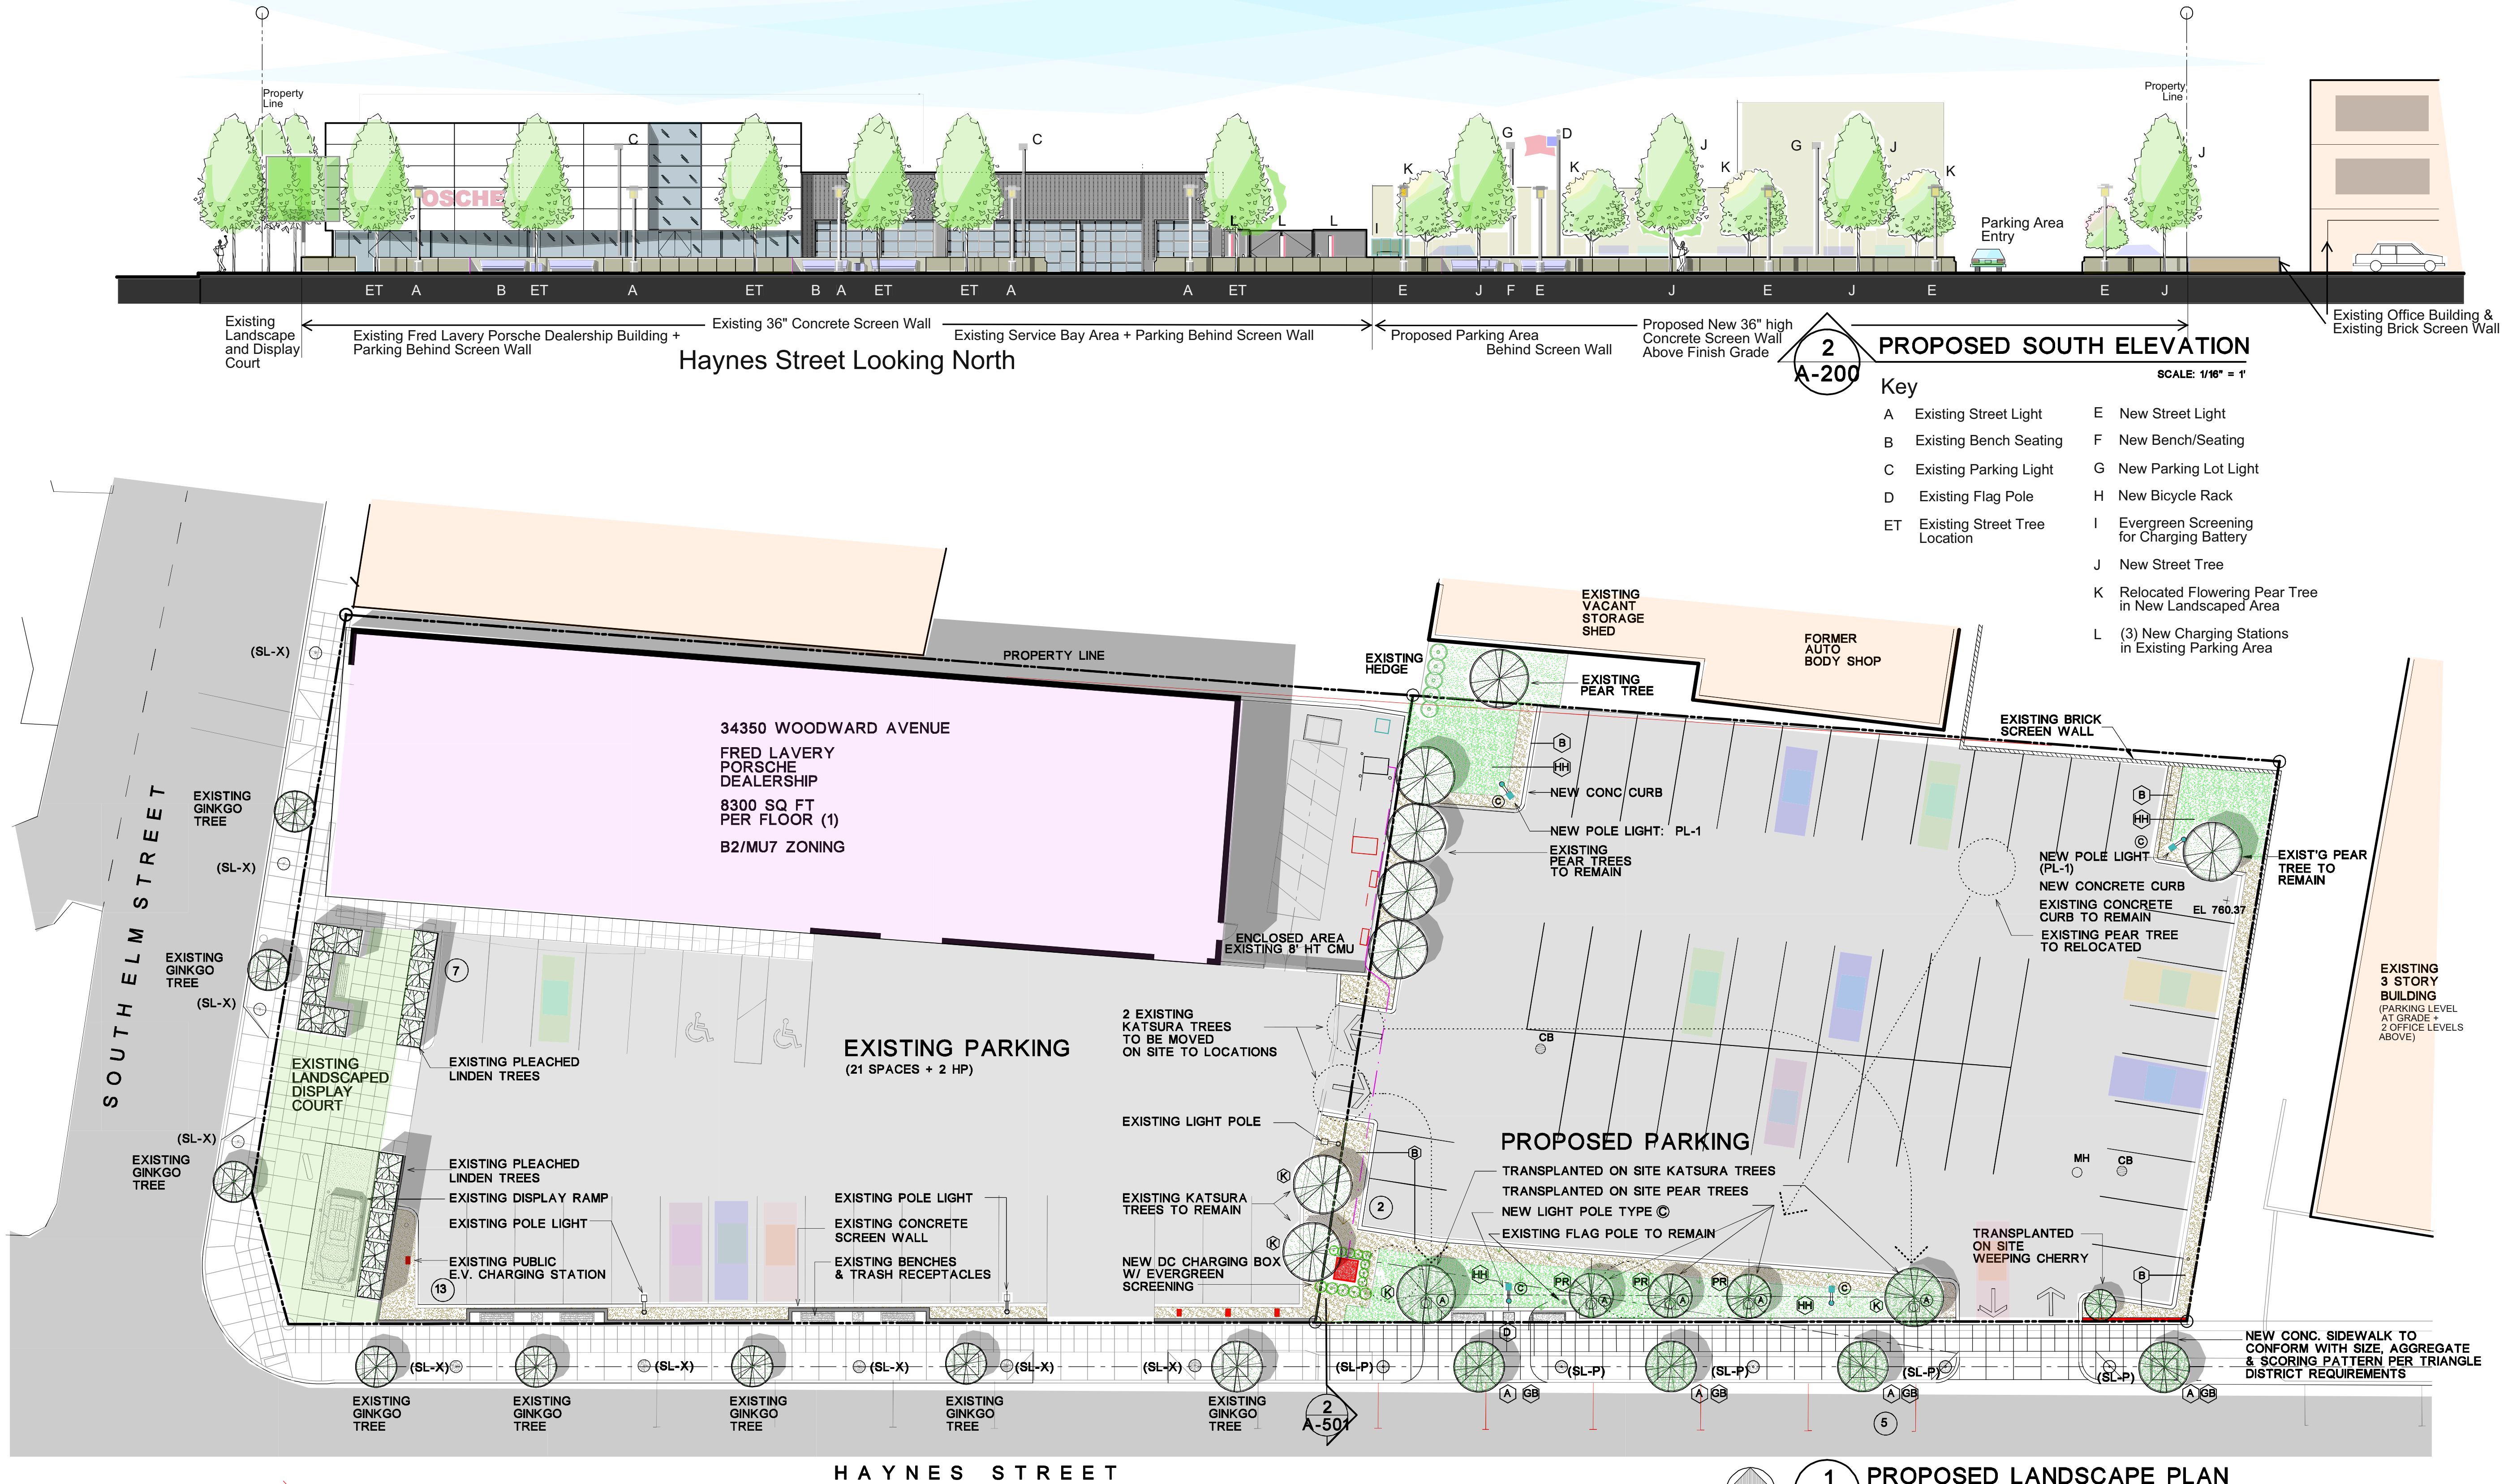 Property
Line
Property
Line
C
C
G
D
K
K
J
K
G
J
K
J
OSCHE
L
L
L
I
Parking Area
Entry
ET
A
B
ET
A
ET
B
A
ET
ET
A
A
ET
E
J
F
E
J
E
J
E
E
J
Existing
Landscape
and Display
Court
Existing Fred Lavery Porsche Dealership Building +
Parking Behind Screen Wall
Existing 36" Concrete Screen Wall
Existing Service Bay Area + Parking Behind Screen Wall
Proposed Parking Area
Behind Screen Wall
Proposed New 36" high
Concrete Screen Wall
Above Finish Grade
Existing Office Building &
Existing Brick Screen Wall
Haynes Street Looking North
2
A-200
PROPOSED SOUTH ELEVATION
SCALE: 1/16" = 1'
Key
A Existing Street Light
B Existing Bench Seating
C Existing Parking Light
D Existing Flag Pole
ET Existing Street Tree
Location
E New Street Light
F New Bench/Seating
G New Parking Lot Light
H New Bicycle Rack
I Evergreen Screening
for Charging Battery
J New Street Tree
K Relocated Flowering Pear Tree
in New Landscaped Area
L (3) New Charging Stations
in Existing Parking Area
SOUTH ELM STREET
(SL-X)
EXISTING
GINKGO
TREE
(SL-X)
EXISTING
GINKGO
TREE
(SL-X)
(SL-X)
EXISTING
GINKGO
TREE
PROPERTY LINE
34350 WOODWARD AVENUE
FRED LAVERY
PORSCHE
DEALERSHIP
8300 SQ FT
PER FLOOR (1)
B2/MU7 ZONING
ENCLOSED AREA
EXISTING 8' HT CMU
EXISTING
HEDGE
EXISTING
VACANT
STORAGE
SHED
FORMER
AUTO
BODY SHOP
EXISTING
PEAR TREE
B
HH
C
NEW CONC CURB
NEW POLE LIGHT: PL-1
EXISTING
PEAR TREES
TO REMAIN
EXISTING BRICK
SCREEN WALL
B
HH
C
NEW POLE LIGHT
(PL-1)
NEW CONCRETE CURB
EXISTING CONCRETE
CURB TO REMAIN
EL 760.37
EXISTING PEAR TREE
TO RELOCATED
EXIST'G PEAR
TREE TO
REMAIN
EXISTING
3 STORY
BUILDING
(PARKING LEVEL
AT GRADE +
2 OFFICE LEVELS
ABOVE)
7
EXISTING
LANDSCAPED
DISPLAY
COURT
EXISTING PLEACHED
LINDEN TREES
EXISTING PARKING
(21 SPACES + 2 HP)
2 EXISTING
KATSURA TREES
TO BE MOVED
ON SITE TO LOCATIONS
CB
EXISTING LIGHT POLE
PROPOSED PARKING
B
MH
CB
EXISTING PLEACHED
LINDEN TREES
EXISTING DISPLAY RAMP
EXISTING POLE LIGHT
EXISTING PUBLIC
E.V. CHARGING STATION
13
EXISTING POLE LIGHT
EXISTING CONCRETE
SCREEN WALL
EXISTING BENCHES
& TRASH RECEPTACLES
EXISTING KATSURA
TREES TO REMAIN
NEW DC CHARGING BOX
W/ EVERGREEN
SCREENING
K
K
2
TRANSPLANTED ON SITE KATSURA TREES
TRANSPLANTED ON SITE PEAR TREES
NEW LIGHT POLE TYPE C
EXISTING FLAG POLE TO REMAIN
TRANSPLANTED
ON SITE
WEEPING CHERRY
B
K
A
HH
C
PR
A
PR
A
PR
A
HH
C
K
A
D
NEW CONC. SIDEWALK TO
CONFORM WITH SIZE, AGGREGATE
& SCORING PATTERN PER TRIANGLE
DISTRICT REQUIREMENTS
(SL-X)
(SL-X)
(SL-X)
(SL-X)
(SL-X)
(SL-P)
(SL-P)
(SL-P)
(SL-P)
(SL-P)
A GB
A GB
A GB
A GB
5
EXISTING
GINKGO
TREE
EXISTING
GINKGO
TREE
EXISTING
GINKGO
TREE
EXISTING
GINKGO
TREE
EXISTING
GINKGO
TREE
2
A-501
HAYNES STREET
1
PROPOSED LANDSCAPE PLAN